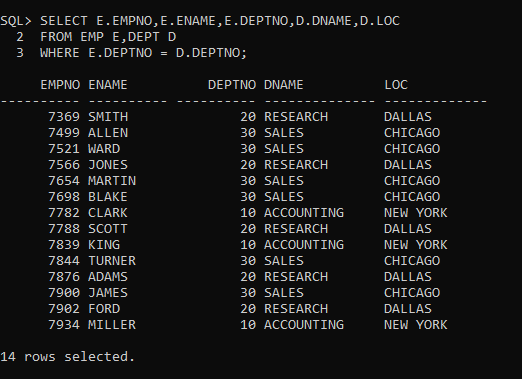 SQL> SELECT E.EMPNO,E.ENAME,E.DEPTNO,D.DNAME,D.LOC
  2  FROM EMP E,DEPT D
  3  WHERE E.DEPTNO = D.DEPTNO;

     EMPNO ENAME          DEPTNO DNAME          LOC
---------- ---------- ---------- -------------- -------------
      7369 SMITH              20 RESEARCH       DALLAS
      7499 ALLEN              30 SALES          CHICAGO
      7521 WARD               30 SALES          CHICAGO
      7566 JONES              20 RESEARCH       DALLAS
      7654 MARTIN             30 SALES          CHICAGO
      7698 BLAKE              30 SALES          CHICAGO
      7782 CLARK              10 ACCOUNTING     NEW YORK
      7788 SCOTT              20 RESEARCH       DALLAS
      7839 KING               10 ACCOUNTING     NEW YORK
      7844 TURNER             30 SALES          CHICAGO
      7876 ADAMS              20 RESEARCH       DALLAS
      7900 JAMES              30 SALES          CHICAGO
      7902 FORD               20 RESEARCH       DALLAS
      7934 MILLER             10 ACCOUNTING     NEW YORK

14 rows selected.